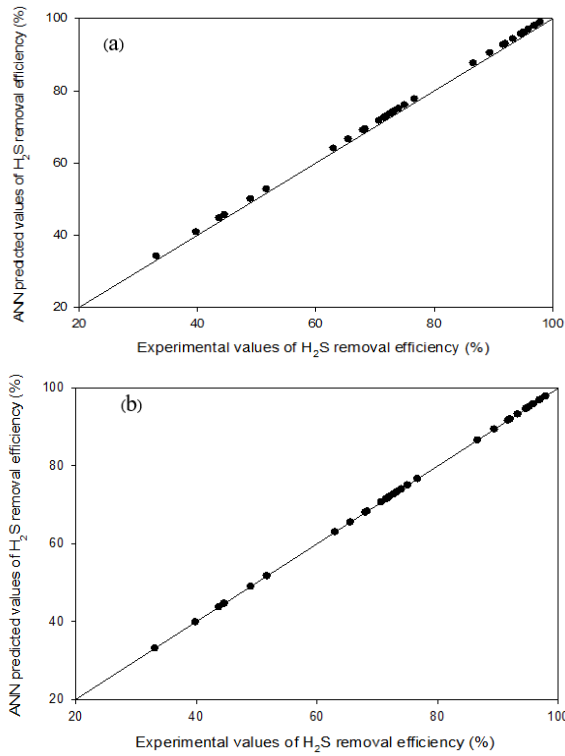 (a)
ANN predicted values of H₂S removal efficiency (%)
100
80
60
40
20
20 40 60 80 100
Experimental values of H₂S removal efficiency (%)
(b)
ANN predicted values of H₂S removal efficiency (%)
100
80
60
40
20
20 40 60 80 100
Experimental values of H₂S removal efficiency (%)